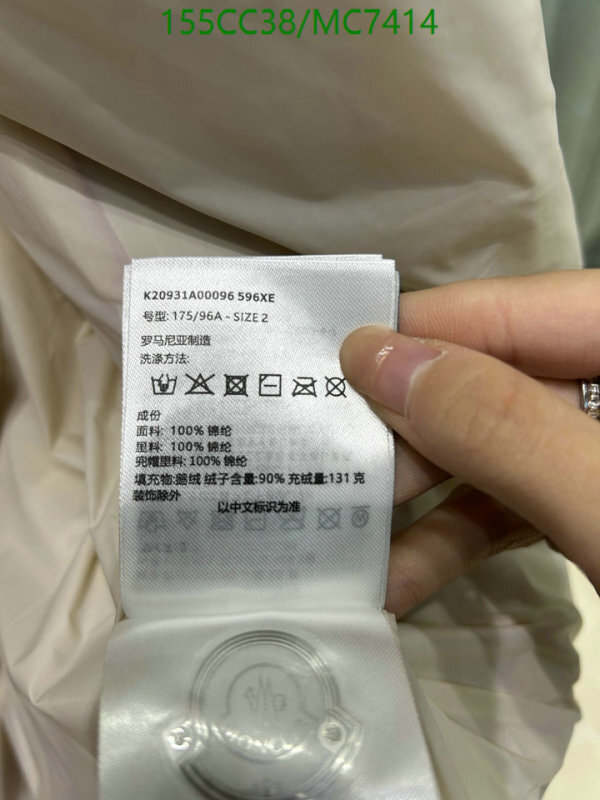 155CC38/MC7414
K20931A00096 596XE
号型: 175/96A - SIZE 2
罗马尼亚制造
洗涤方法:
成份
面料: 100% 锦纶
里料: 100% 锦纶
兜帽里料: 100% 锦纶
填充物: 鹅绒 绒子含量:90% 充绒量:131 克
装饰除外
以中文标识为准